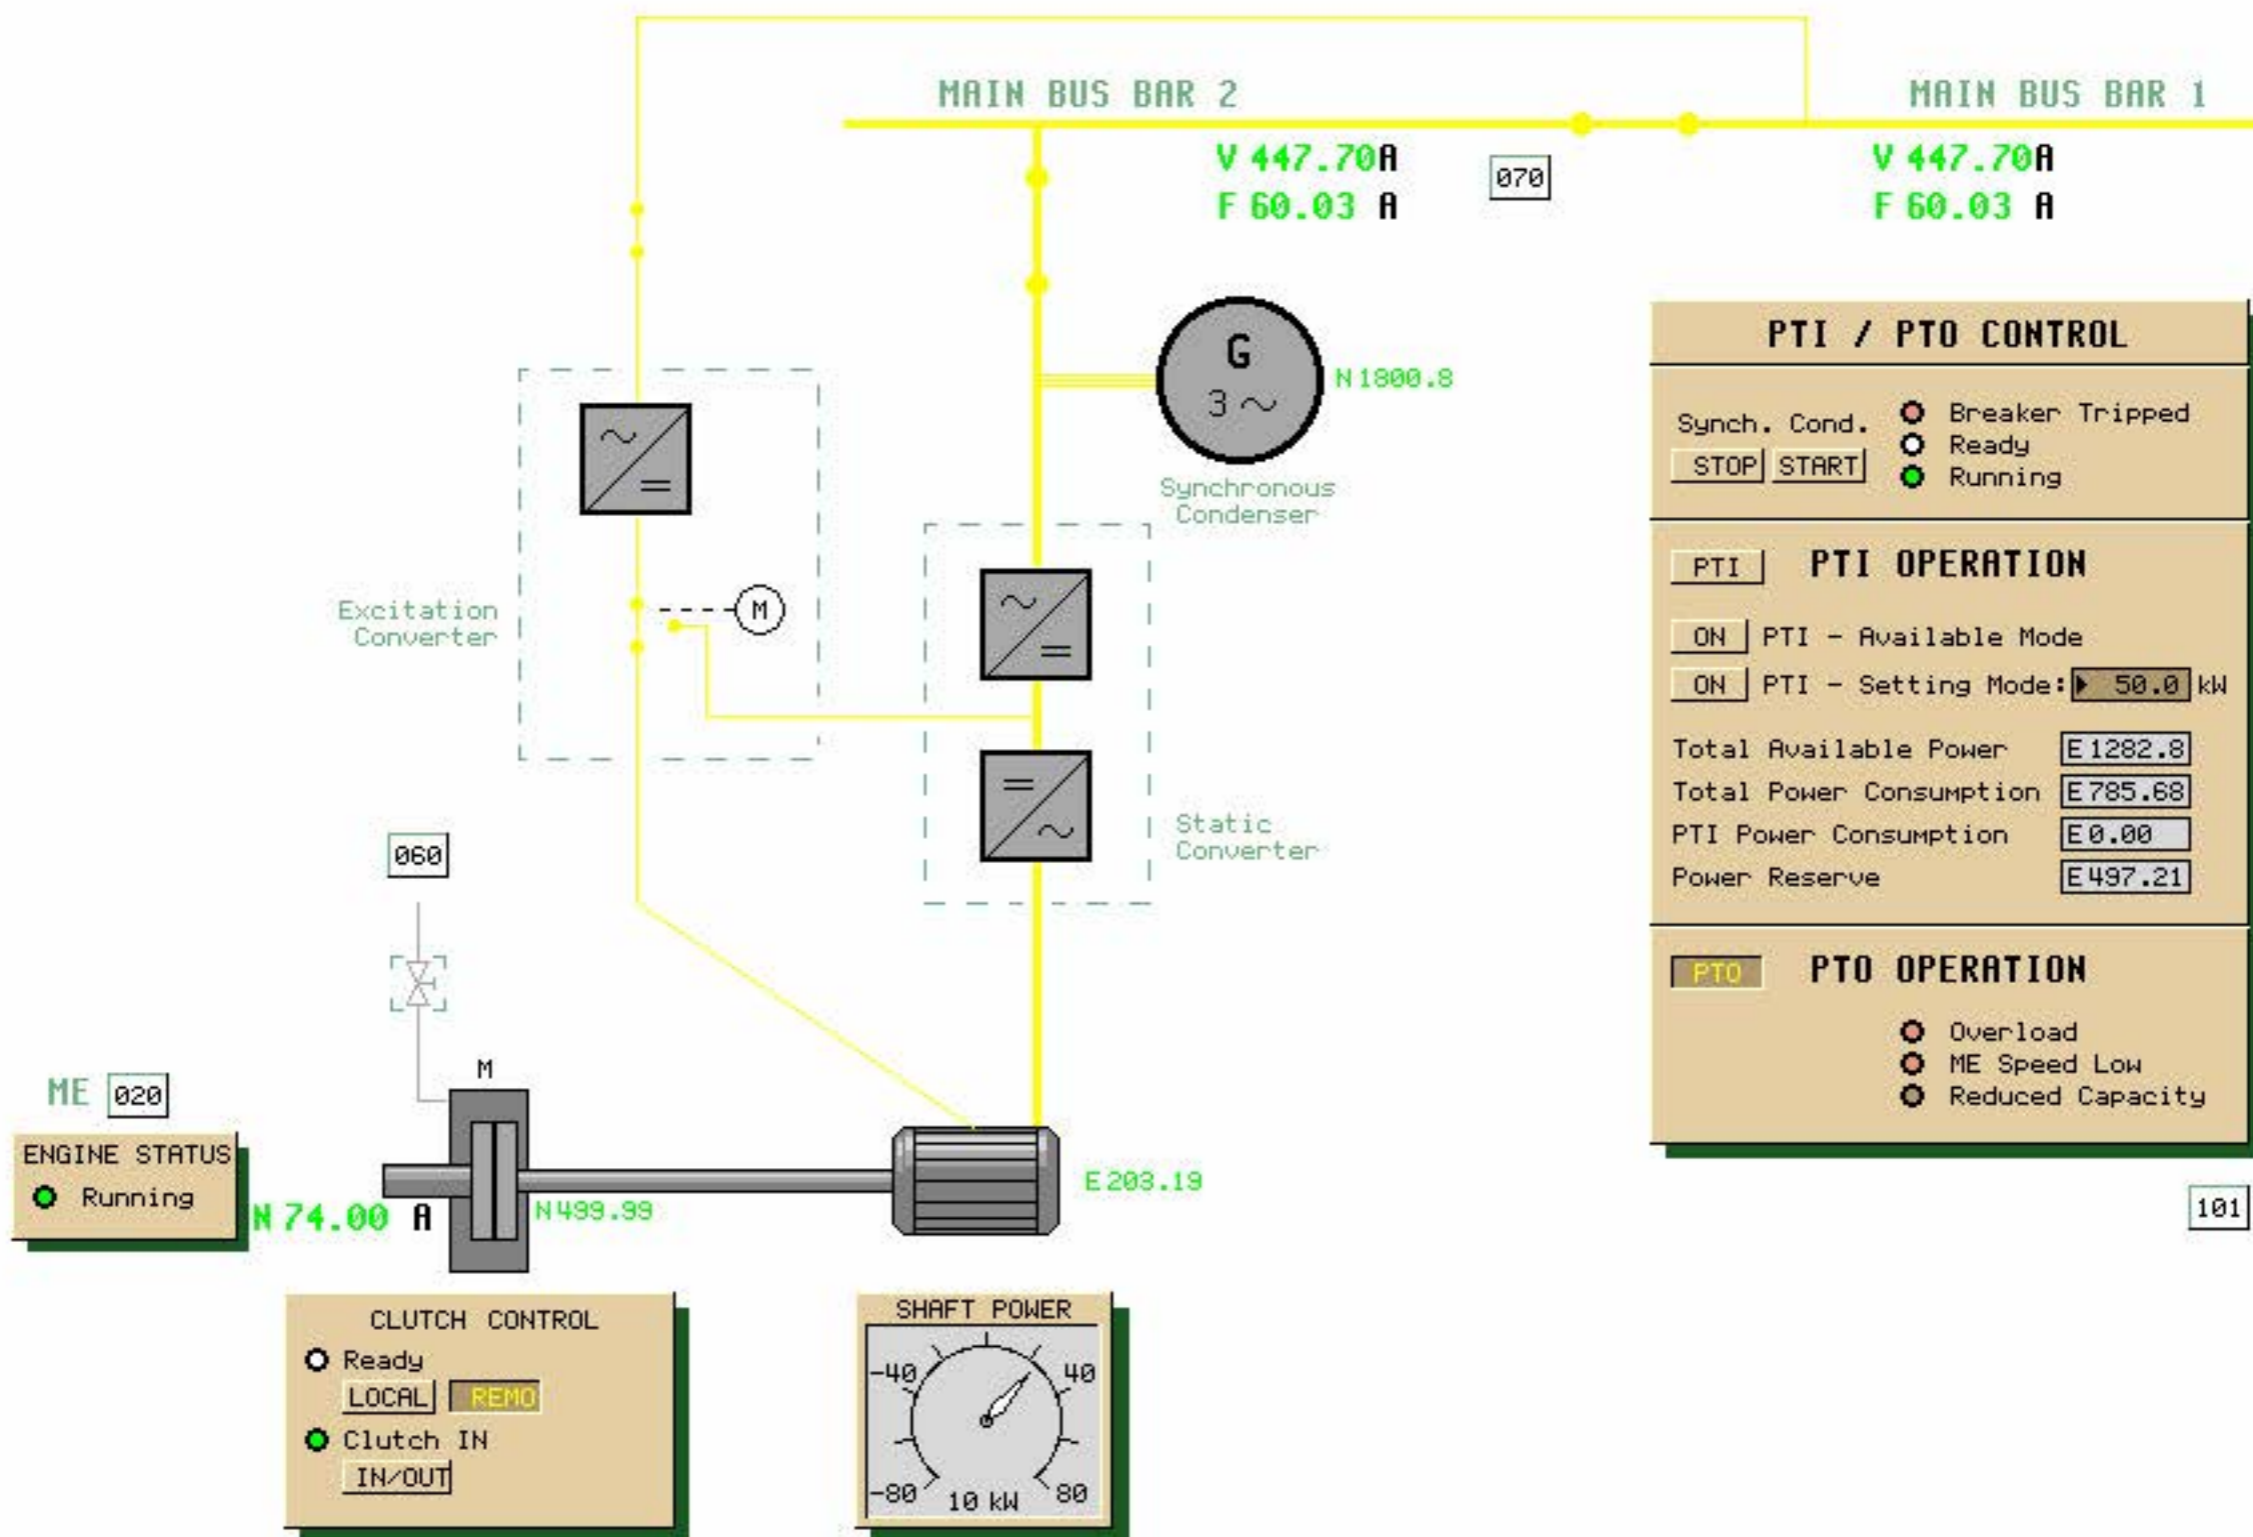 MAIN BUS BAR 2
MAIN BUS BAR 1
V 447.70 A
F 60.03 A
070
V 447.70 A
F 60.03 A
G
3 ~
N 1800.8
Synchronous
Condenser
~
=
Excitation
Converter
M
~
=
=
~
Static
Converter
PTI / PTO CONTROL
Synch. Cond.
STOP START
Breaker Tripped
Ready
Running
PTI PTI OPERATION
ON PTI - Available Mode
ON PTI - Setting Mode: 50.0 kW
Total Available Power E 1282.8
Total Power Consumption E 785.68
PTI Power Consumption E 0.00
Power Reserve E 497.21
PTO PTO OPERATION
Overload
ME Speed Low
Reduced Capacity
101
060
M
ME 020
ENGINE STATUS
Running
N 74.00 A
N 499.99
E 203.19
CLUTCH CONTROL
Ready
LOCAL REMO
Clutch IN
IN/OUT
SHAFT POWER
-40 40
-80 10 kW 80